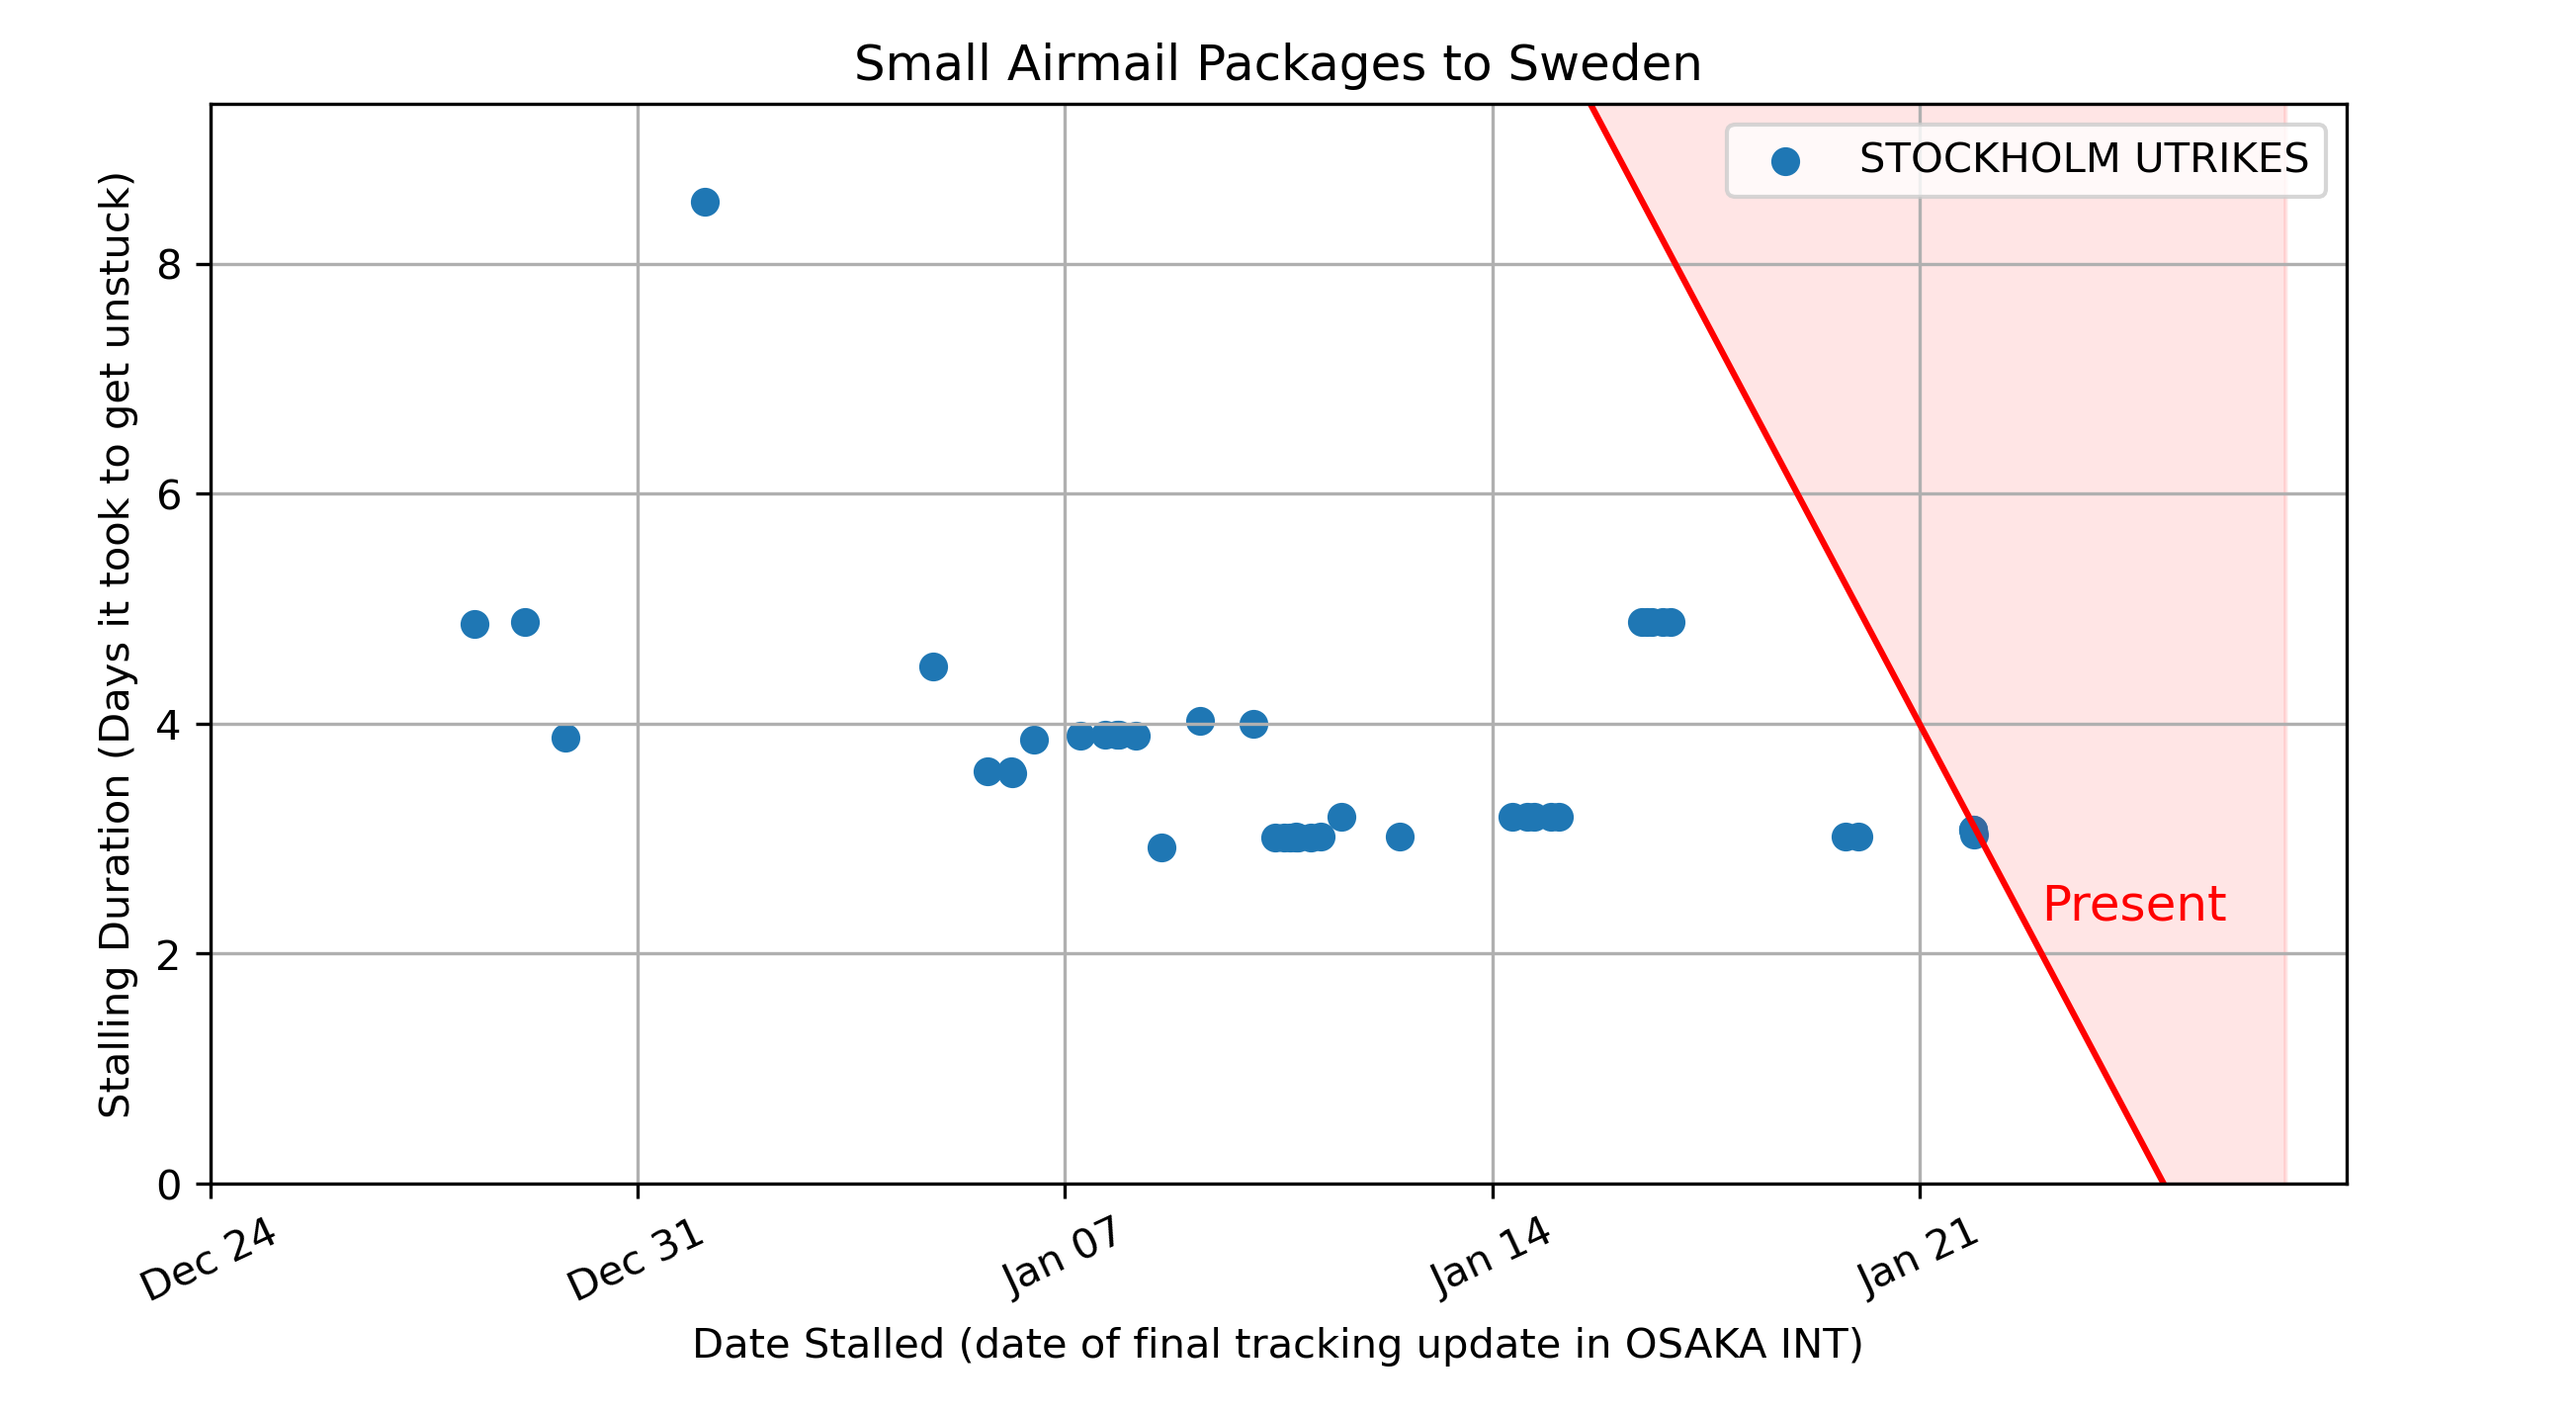 Small Airmail Packages to Sweden
STOCKHOLM UTRIKES
Stalling Duration (Days it took to get unstuck)
8
6
4
2
0
Present
Dec 24
Dec 31
Jan 07
Jan 14
Jan 21
Date Stalled (date of final tracking update in OSAKA INT)